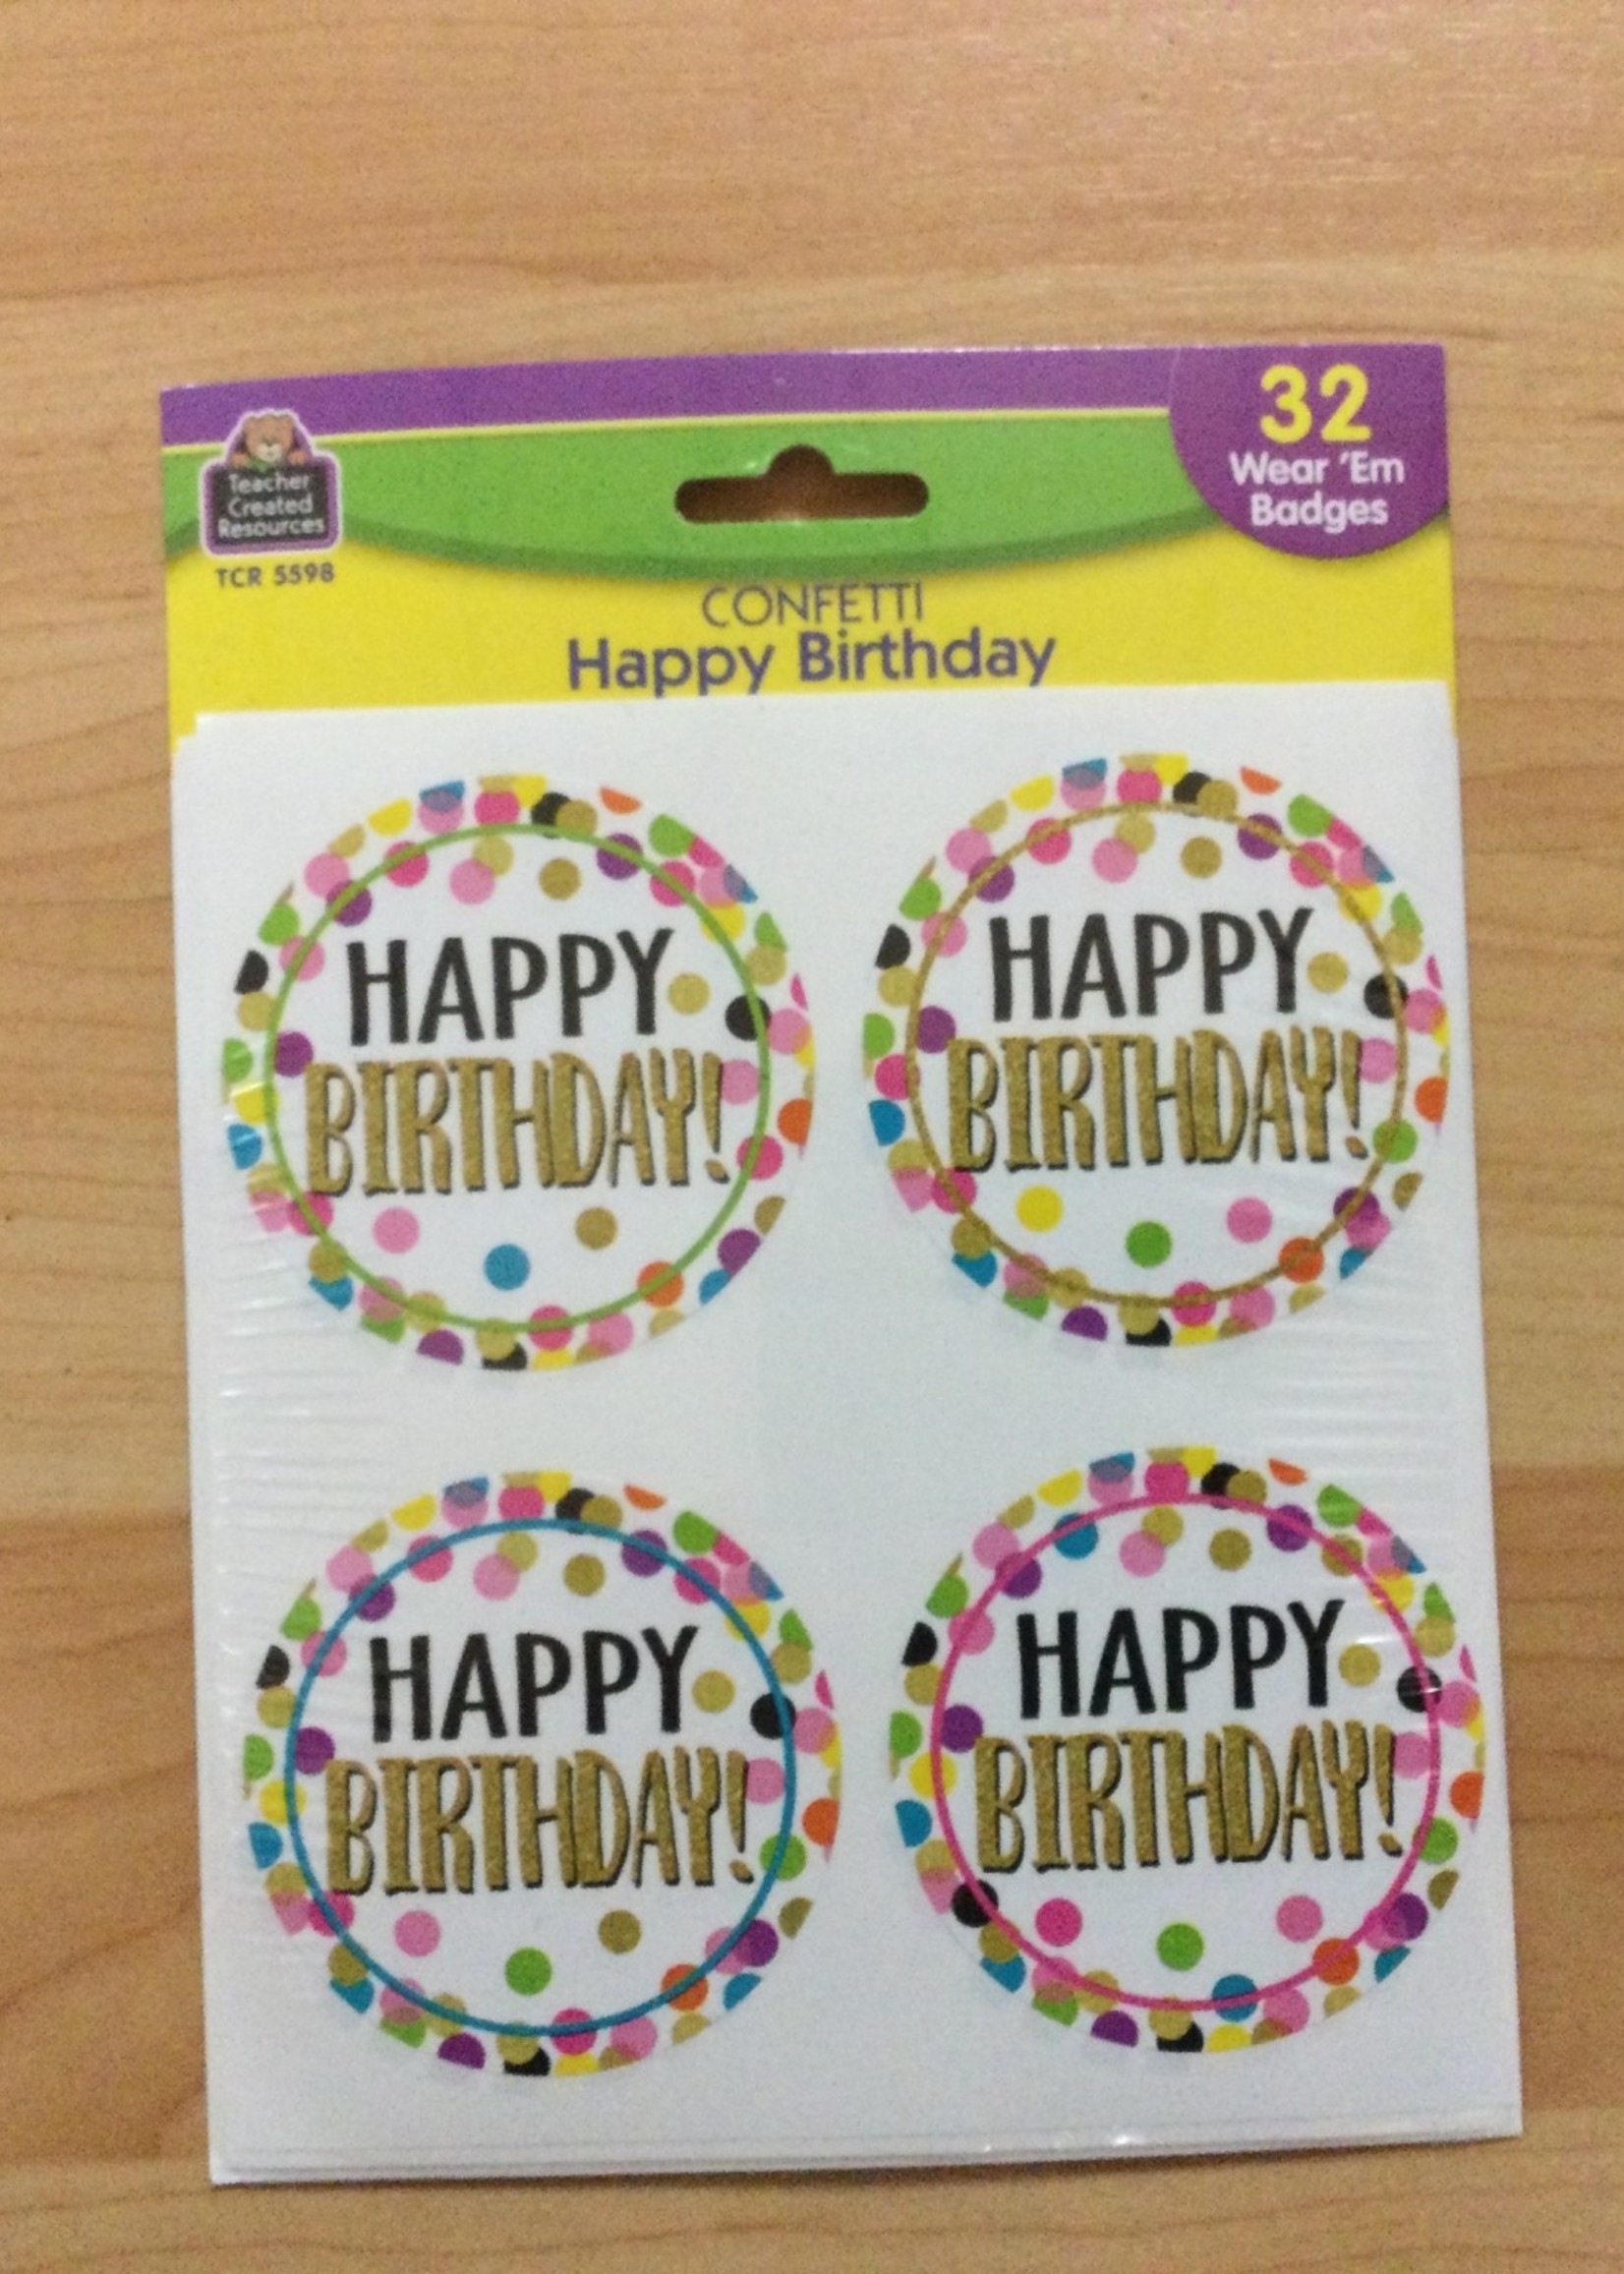 32
Wear 'Em
Badges
Teacher
Created
Resources
TCR 5598
CONFETTI
Happy Birthday
HAPPY
BIRTHDAY!
HAPPY
BIRTHDAY!
HAPPY
BIRTHDAY!
HAPPY
BIRTHDAY!